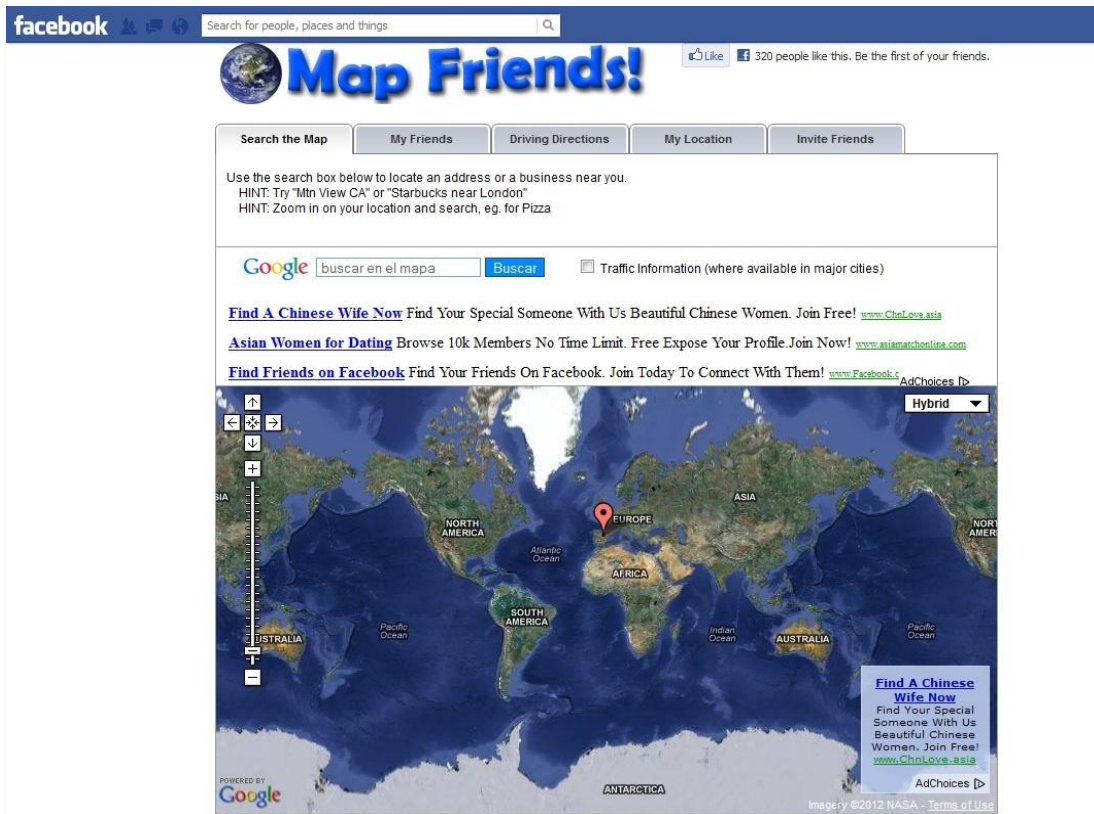 facebook
Search for people, places and things
Map Friends!
Like
320 people like this. Be the first of your friends.
Search the Map
My Friends
Driving Directions
My Location
Invite Friends
Use the search box below to locate an address or a business near you.
HINT: Try "Mtn View CA" or "Starbucks near London"
HINT: Zoom in on your location and search, eg. for Pizza
Google
buscar en el mapa
Buscar
Traffic Information (where available in major cities)
Find A Chinese Wife Now Find Your Special Someone With Us Beautiful Chinese Women. Join Free! www.ChnLove.asia
Asian Women for Dating Browse 10k Members No Time Limit. Free Expose Your Profile.Join Now! www.asiamatchonline.com
Find Friends on Facebook Find Your Friends On Facebook. Join Today To Connect With Them! www.Facebook.c
AdChoices
Hybrid
SIA
NORTH
AMERICA
Atlantic
Ocean
EUROPE
ASIA
NORT
AMER
AFRICA
SOUTH
AMERICA
USTRALIA
Pacific
Ocean
Indian
Ocean
AUSTRALIA
Pacific
Ocean
Find A Chinese
Wife Now
Find Your Special
Someone With Us
Beautiful Chinese
Women. Join Free!
www.ChnLove.asia
AdChoices
POWERED BY
Google
ANTARCTICA
Imagery ©2012 NASA - Terms of Use